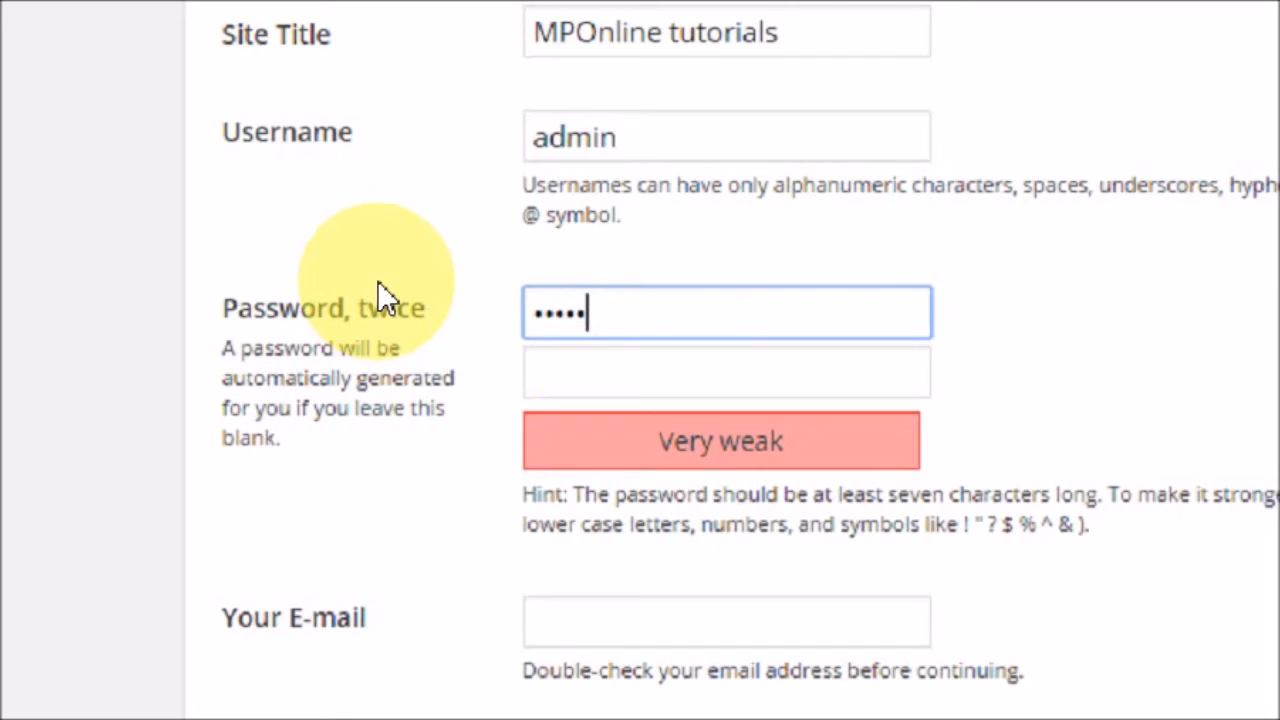 Site Title
MPOnline tutorials
Username
admin
Usernames can have only alphanumeric characters, spaces, underscores,
@ symbol.
Password, twice
•••••
A password will be
automatically generated
for you if you leave this
blank.
Very weak
Hint: The password should be at least seven characters long. To make it
lower case letters, numbers, and symbols like ! " ? $ % ^ & ).
Your E-mail
Double-check your email address before continuing.